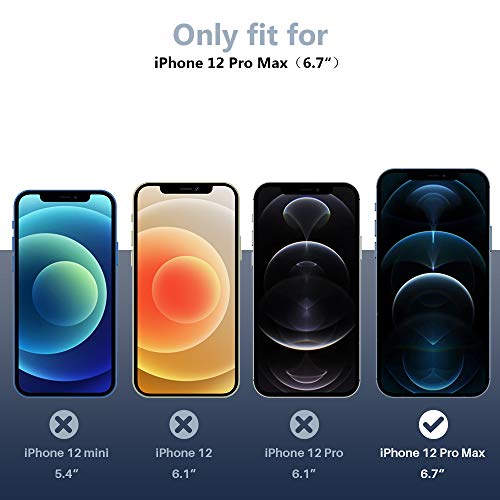 Only fit for
iPhone 12 Pro Max（6.7“）
iPhone 12 mini
5.4“
iPhone 12
6.1“
iPhone 12 Pro
6.1“
iPhone 12 Pro Max
6.7“